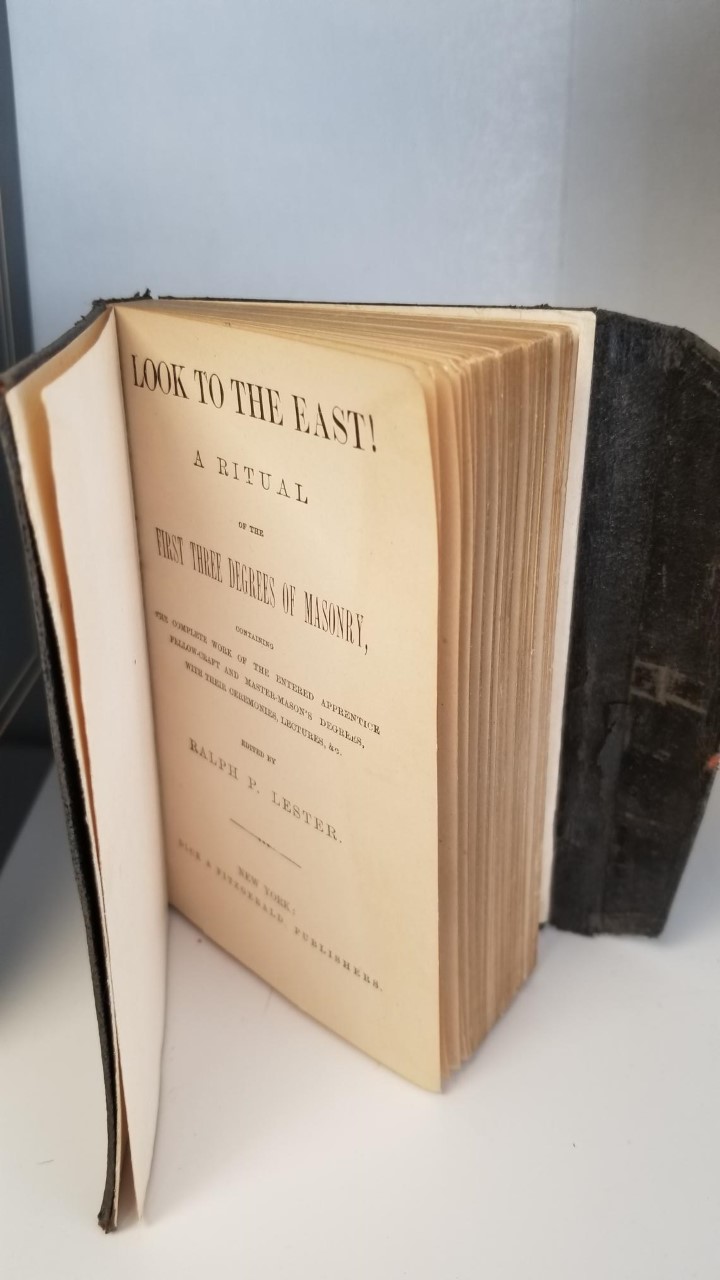 LOOK TO THE EAST!
A RITUAL
OF THE
FIRST THREE DEGREES OF MASONRY,
CONTAINING
THE COMPLETE WORK OF THE ENTERED APPRENTICE
FELLOW-CRAFT AND MASTER-MASON'S DEGREES,
WITH THEIR CEREMONIES, LECTURES, &c.
EDITED BY
RALPH P. LESTER.
NEW YORK:
DICK & FITZGERALD, PUBLISHERS.